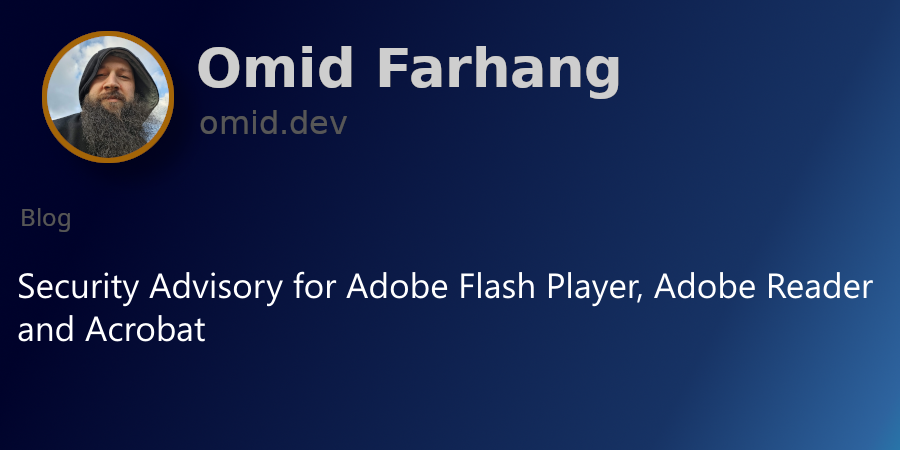 Omid Farhang
omid.dev
Blog
Security Advisory for Adobe Flash Player, Adobe Reader
and Acrobat